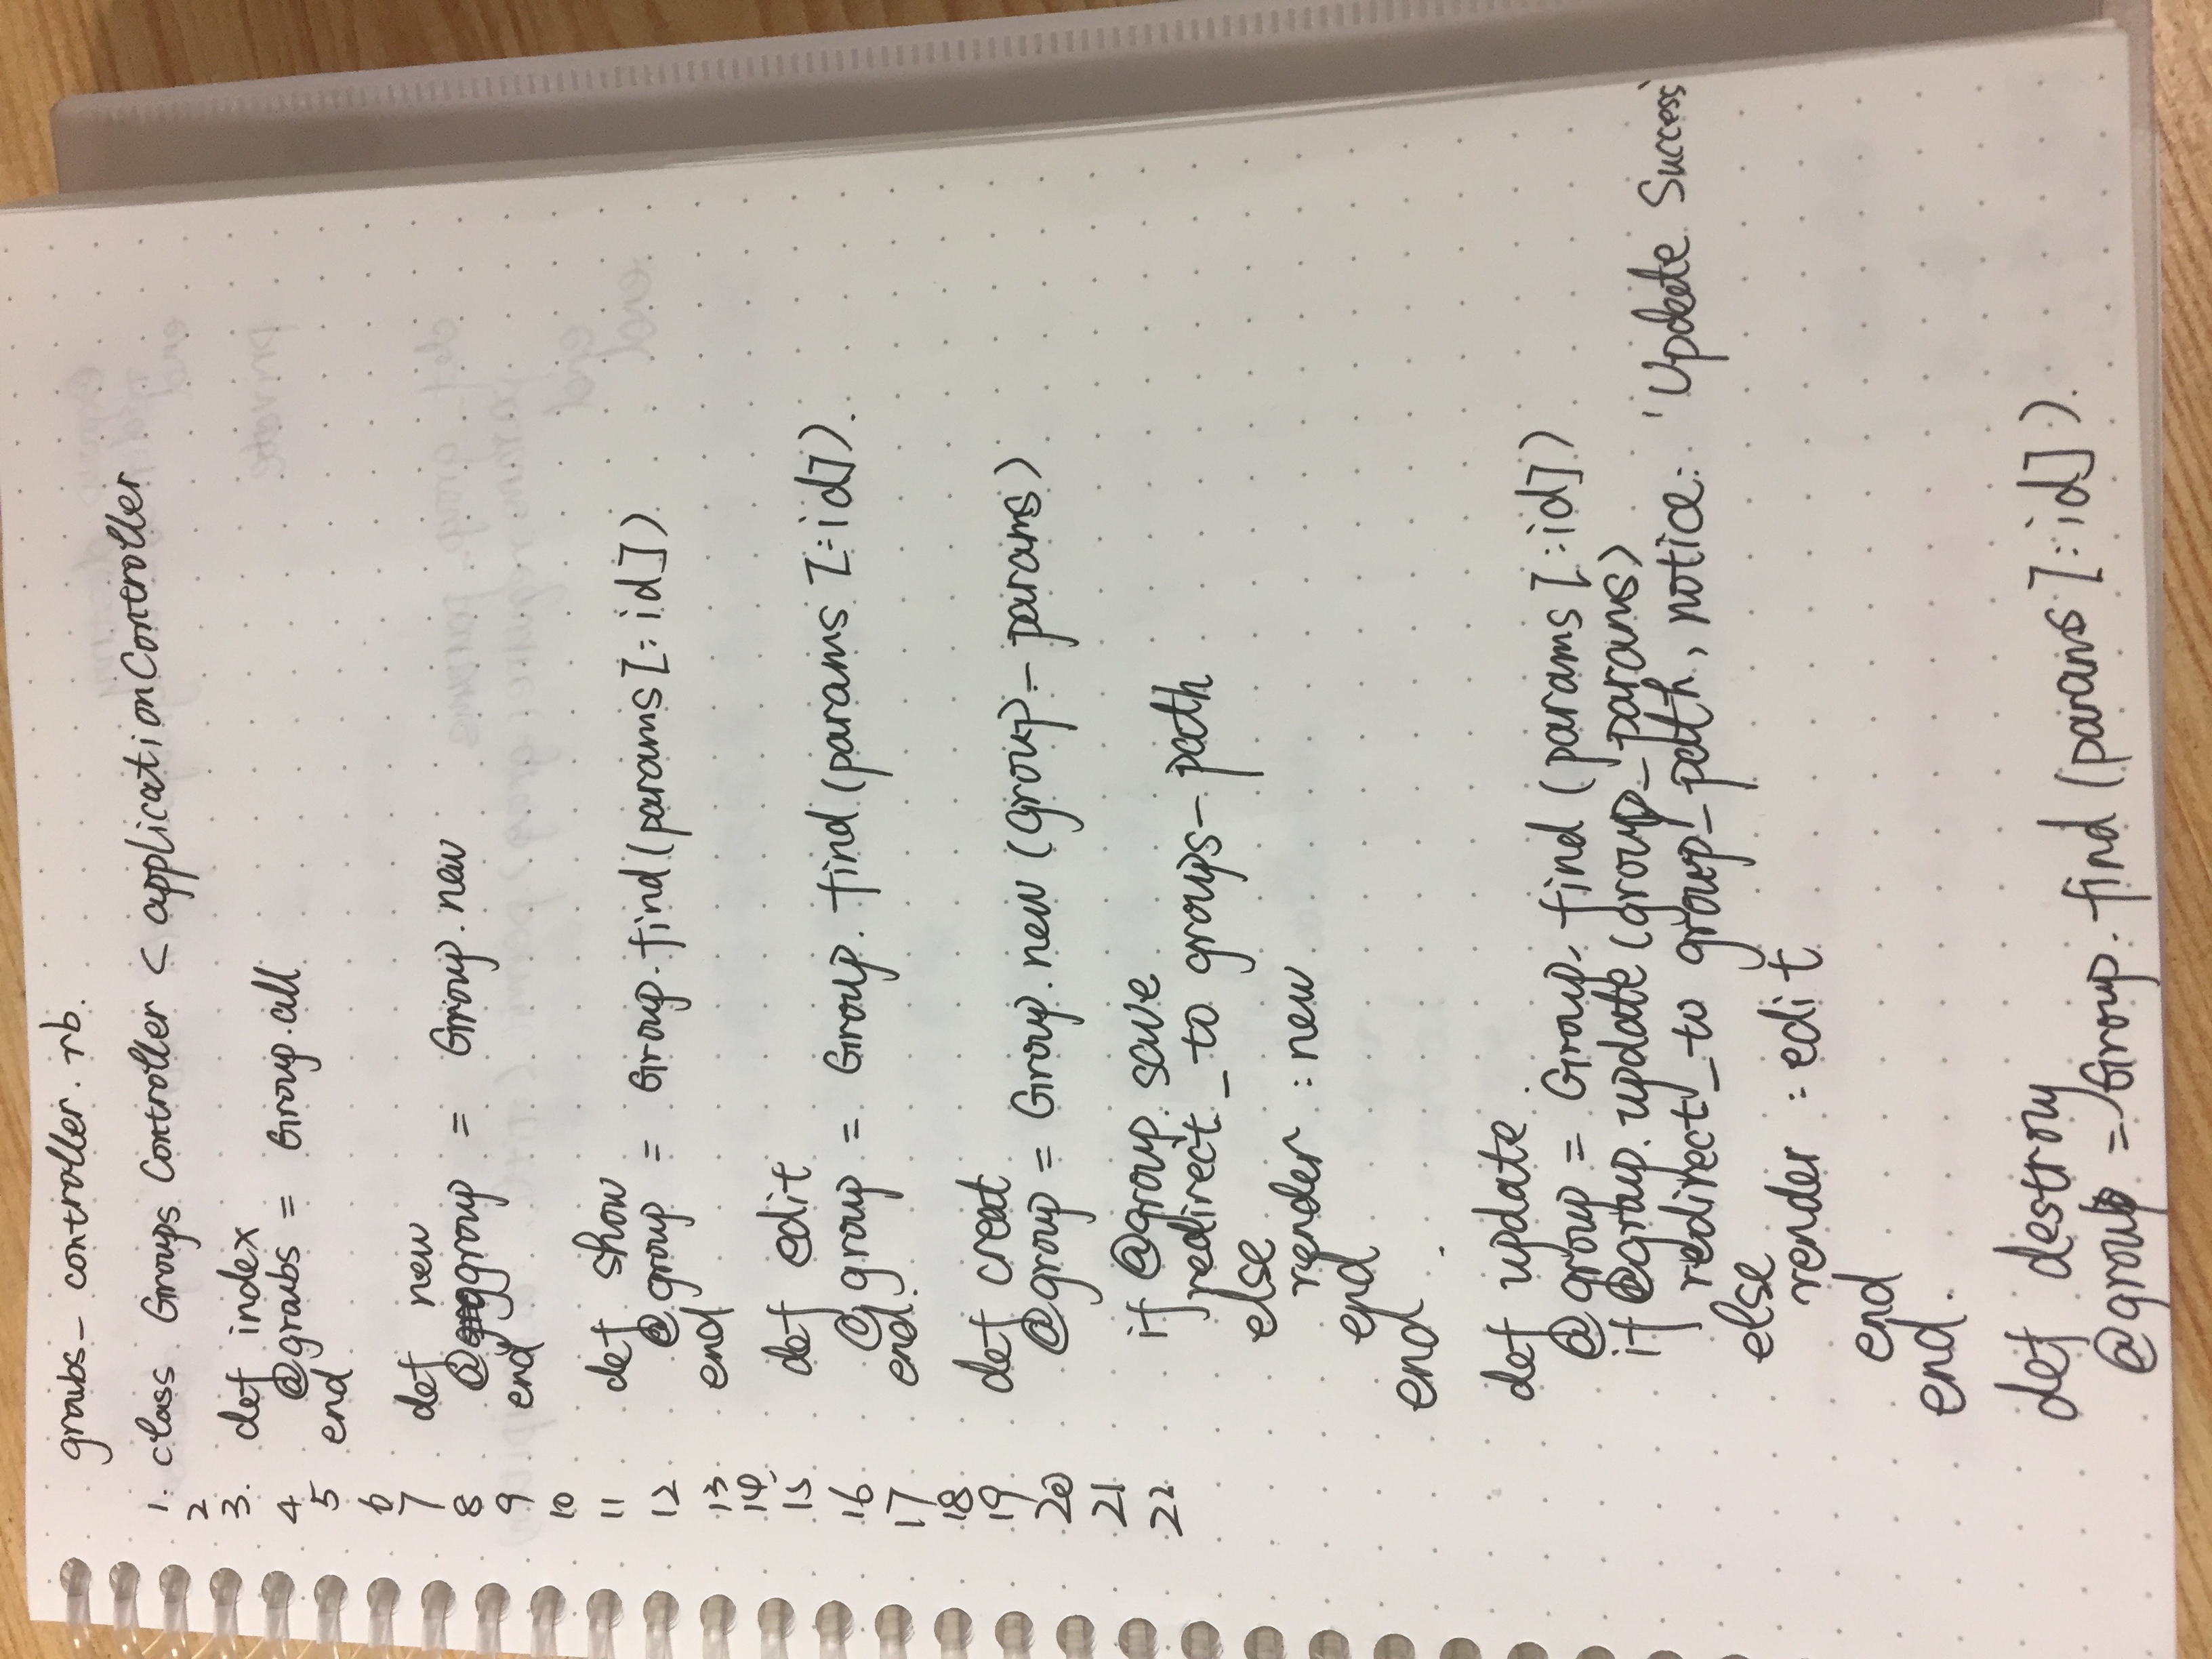 groubs_controller.rb.
1. class Groups Controller < applicationController
2
3. def index
4 @groubs = Group.all
5 end
6
7 def new
8 @group = Group.new
9 end
10
11 def show
12 @group = Group.find(params[:id])
13 end
14
15 def edit
16 @group = Group.find(params[:id]).
17 end.
18
19 def creat
20 @group = Group.new(group_params)
21
22 if @group.save
redirect_to groups_path
else
render :new
end
end
def update
@group = Group.find(params[:id])
if @group.update(group_params)
redirect_to group_path, notice: 'Update Success
else
render :edit
end
end.
def destroy
@group = Group.find(params[:id]).